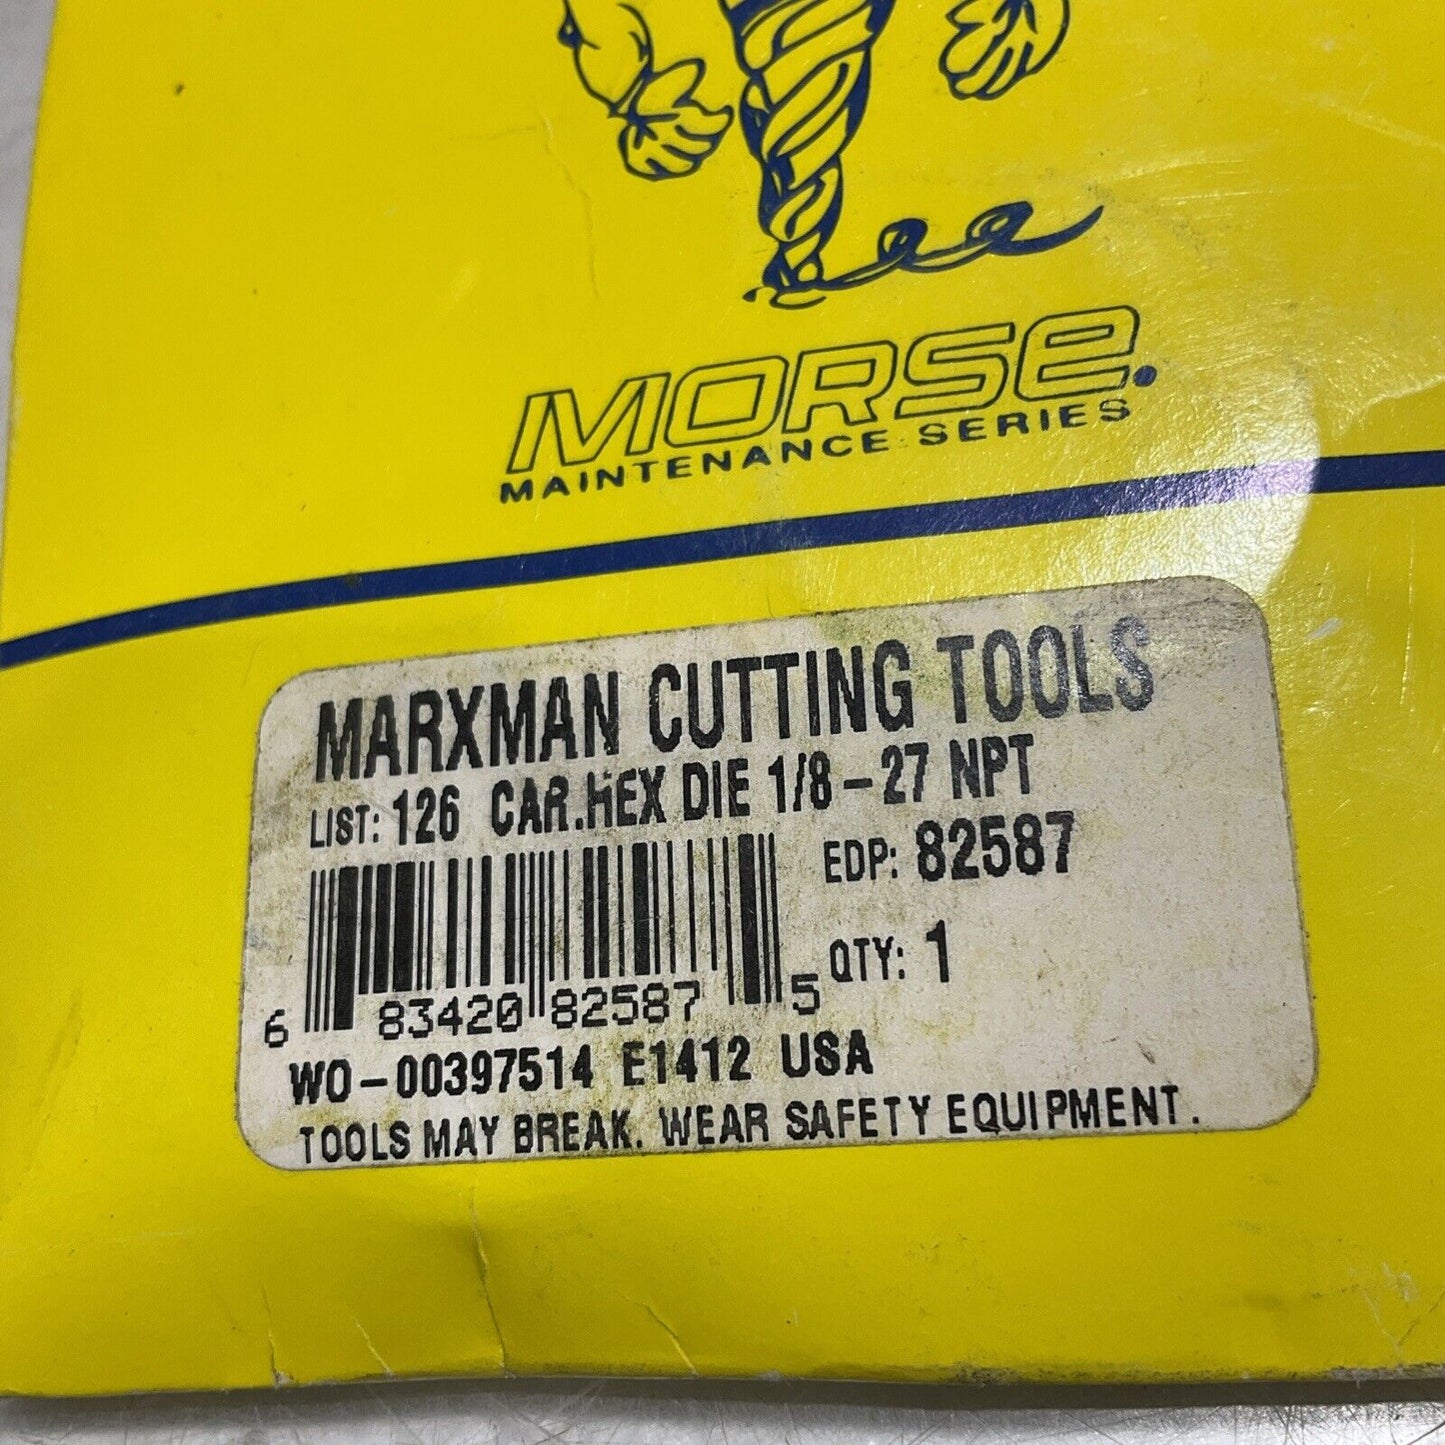 MORSE.
MAINTENANCE SERIES
MARXMAN CUTTING TOOLS
LIST: 126 CAR.HEX DIE 1/8-27 NPT
EDP: 82587
QTY: 1
6 83420 82587 5
WO-00397514 E1412 USA
TOOLS MAY BREAK. WEAR SAFETY EQUIPMENT.